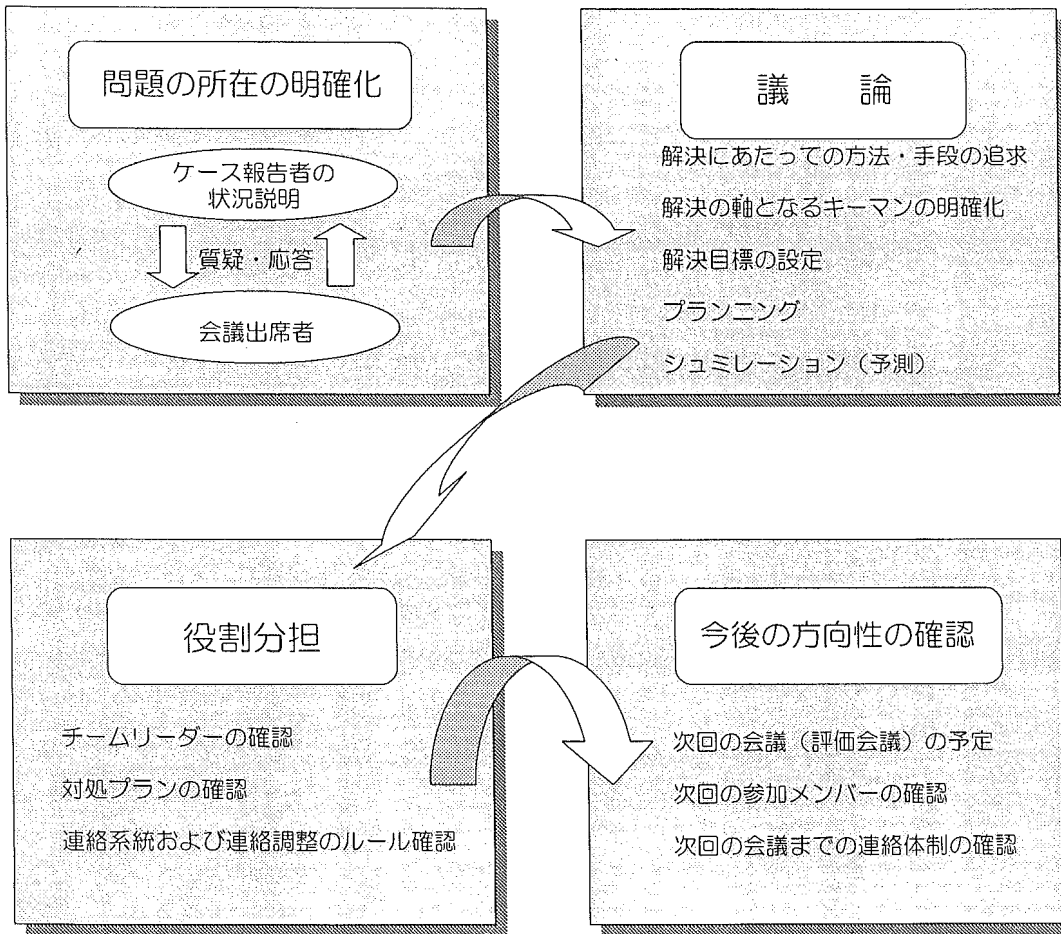 問題の所在の明確化
ケース報告者の
状況説明
質疑・応答
会議出席者
議　　論
解決にあたっての方法・手段の追求
解決の軸となるキーマンの明確化
解決目標の設定
プランニング
シュミレーション（予測）
役割分担
チームリーダーの確認
対処プランの確認
連絡系統および連絡調整のルール確認
今後の方向性の確認
次回の会議（評価会議）の予定
次回の参加メンバーの確認
次回の会議までの連絡体制の確認